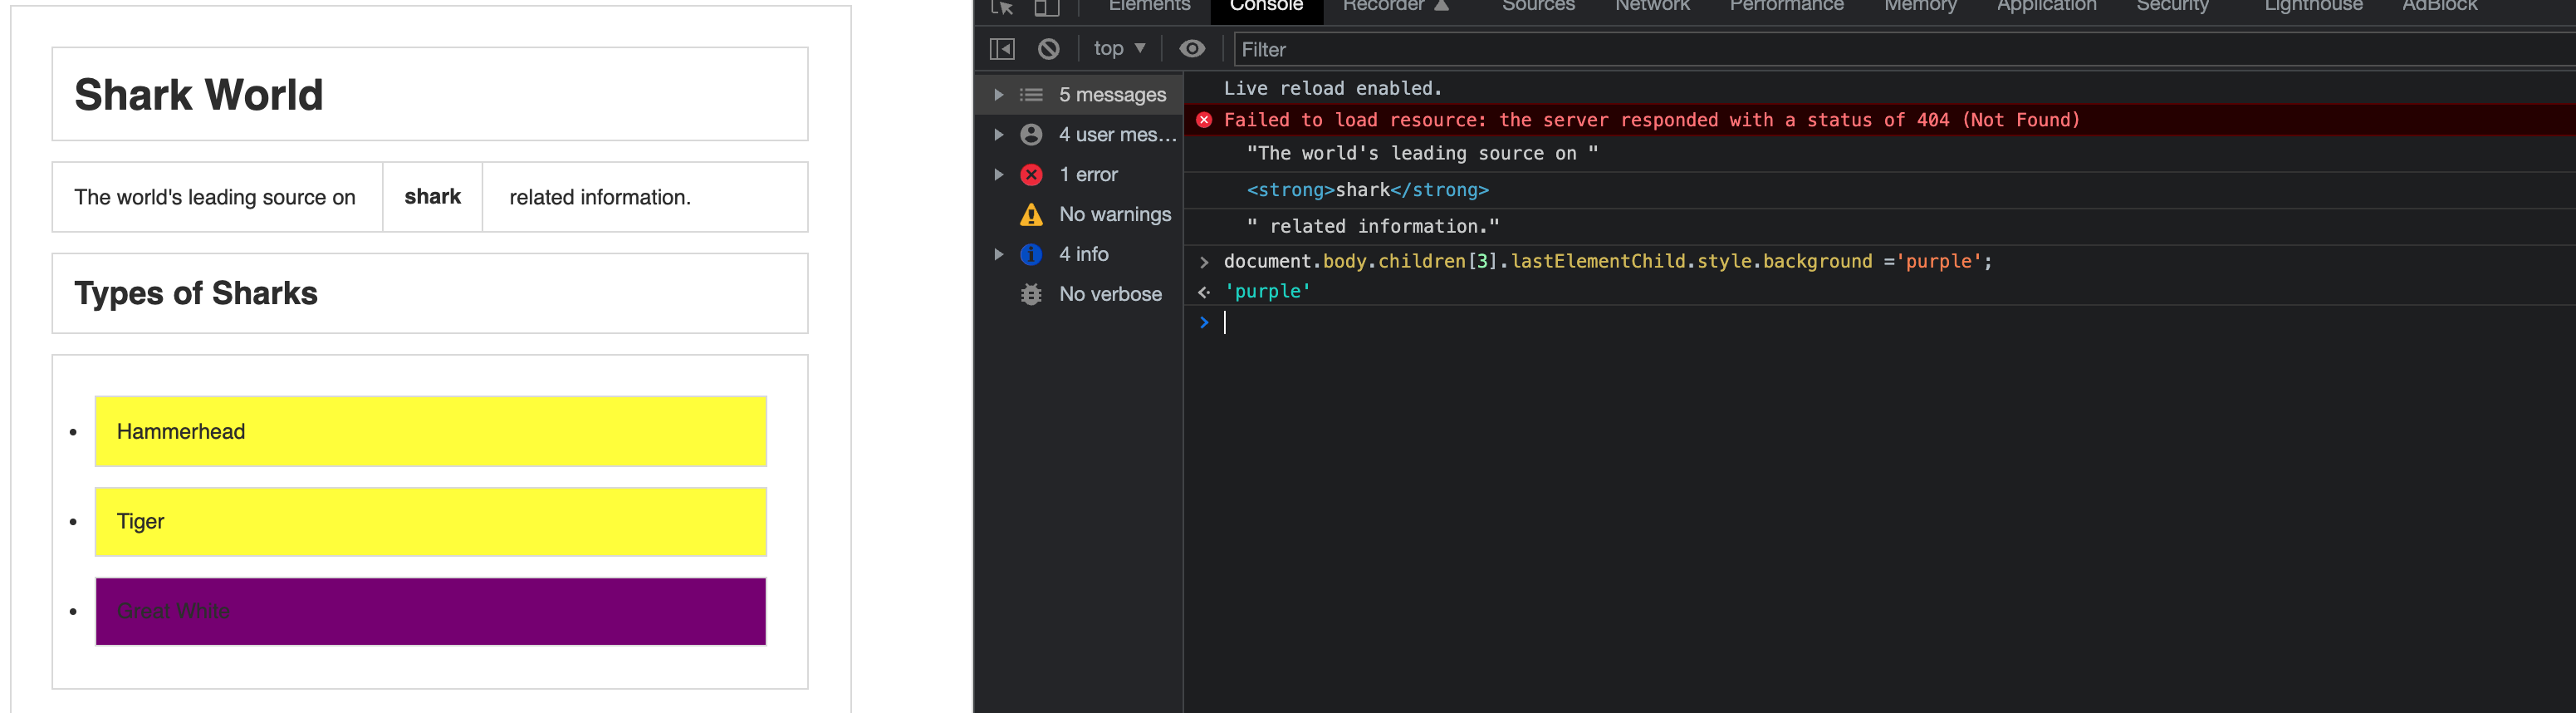 Shark World
The world's leading source on shark related information.
Types of Sharks
Hammerhead
Tiger
Great White
Elements Console Recorder Sources Network Performance Memory Application Security Lighthouse AdBlock
top Filter
5 messages
4 user mes...
1 error
No warnings
4 info
No verbose
Live reload enabled.
Failed to load resource: the server responded with a status of 404 (Not Found)
"The world's leading source on "
<strong>shark</strong>
" related information."
> document.body.children[3].lastElementChild.style.background ='purple';
'purple'
>